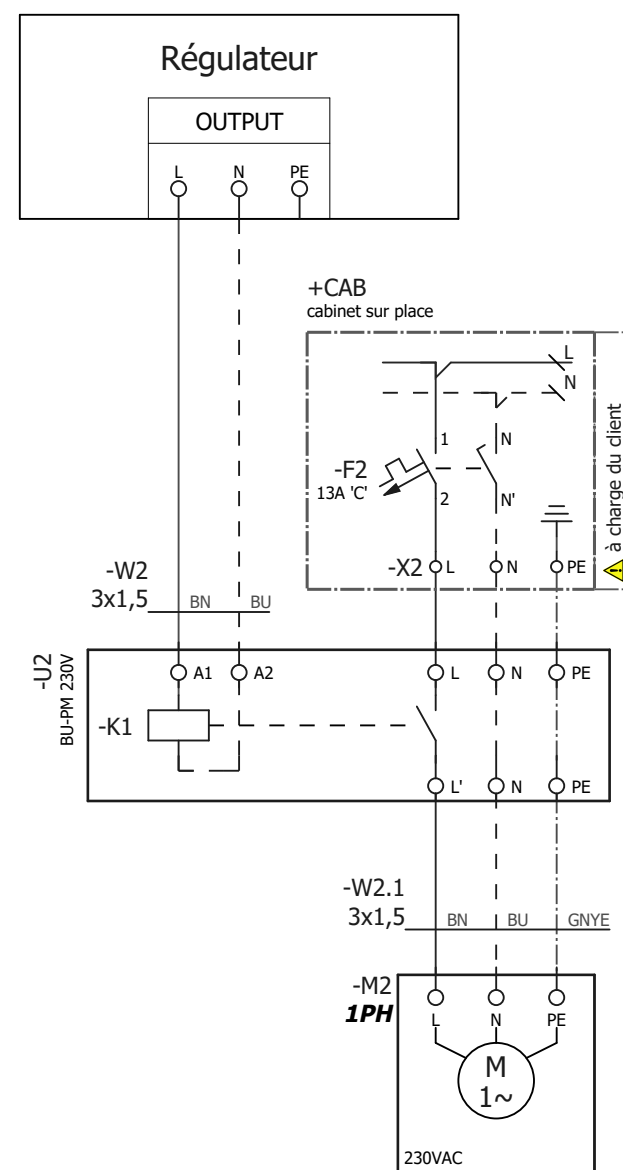 Régulateur
OUTPUT
L N PE
+CAB
cabinet sur place
L
N
1 N
-F2
13A 'C'
2 N'
à charge du client
-X2 L N PE
-W2
3x1,5 BN BU
-U2
BU-PM 230V
A1 A2 L N PE
-K1
L' N PE
-W2.1
3x1,5 BN BU GNYE
-M2
1PH
L N PE
M
1~
230VAC